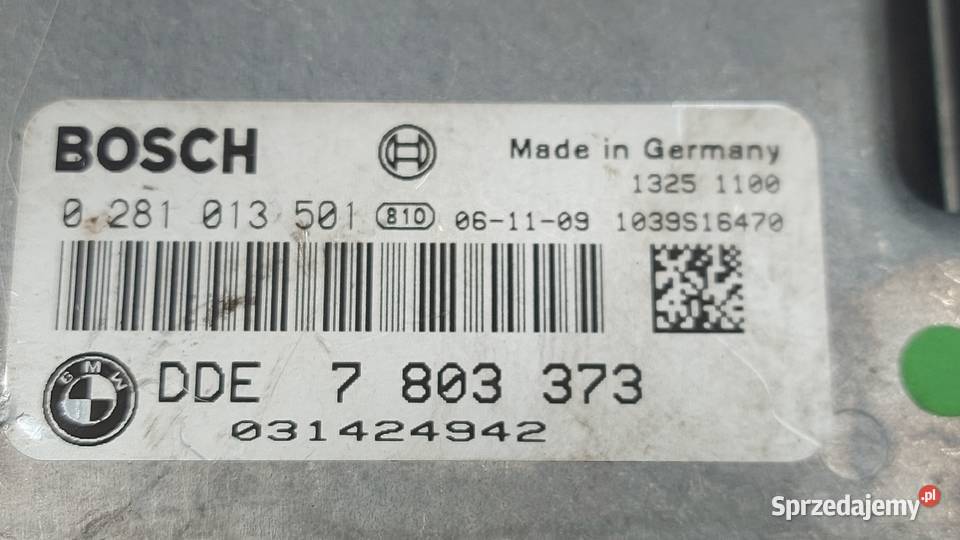 BOSCH
Made in Germany
1325 1100
0 281 013 501 810 06-11-09 1039S16470
BMW
DDE 7 803 373
031424942
Sprzedajemy.pl